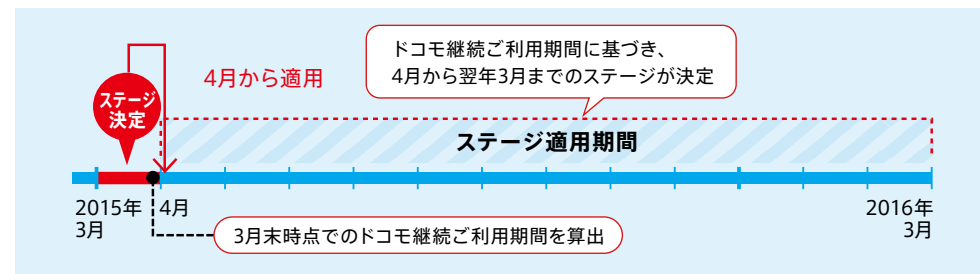 ドコモ継続ご利用期間に基づき、
4月から翌年3月までのステージが決定
4月から適用
ステージ
決定
ステージ適用期間
2015年
3月
4月
2016年
3月
3月末時点でのドコモ継続ご利用期間を算出